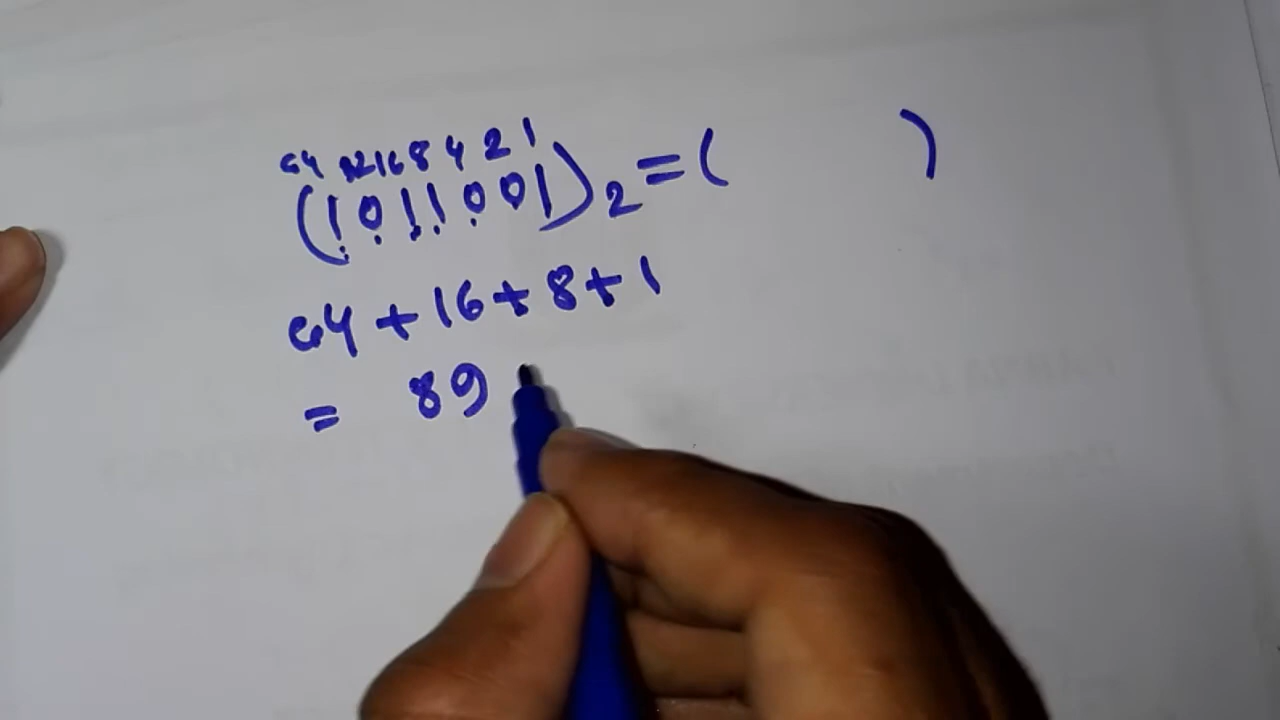 64 32 16 8 4 2 1
(1011001)₂ = ( )
64 + 16 + 8 + 1
= 89